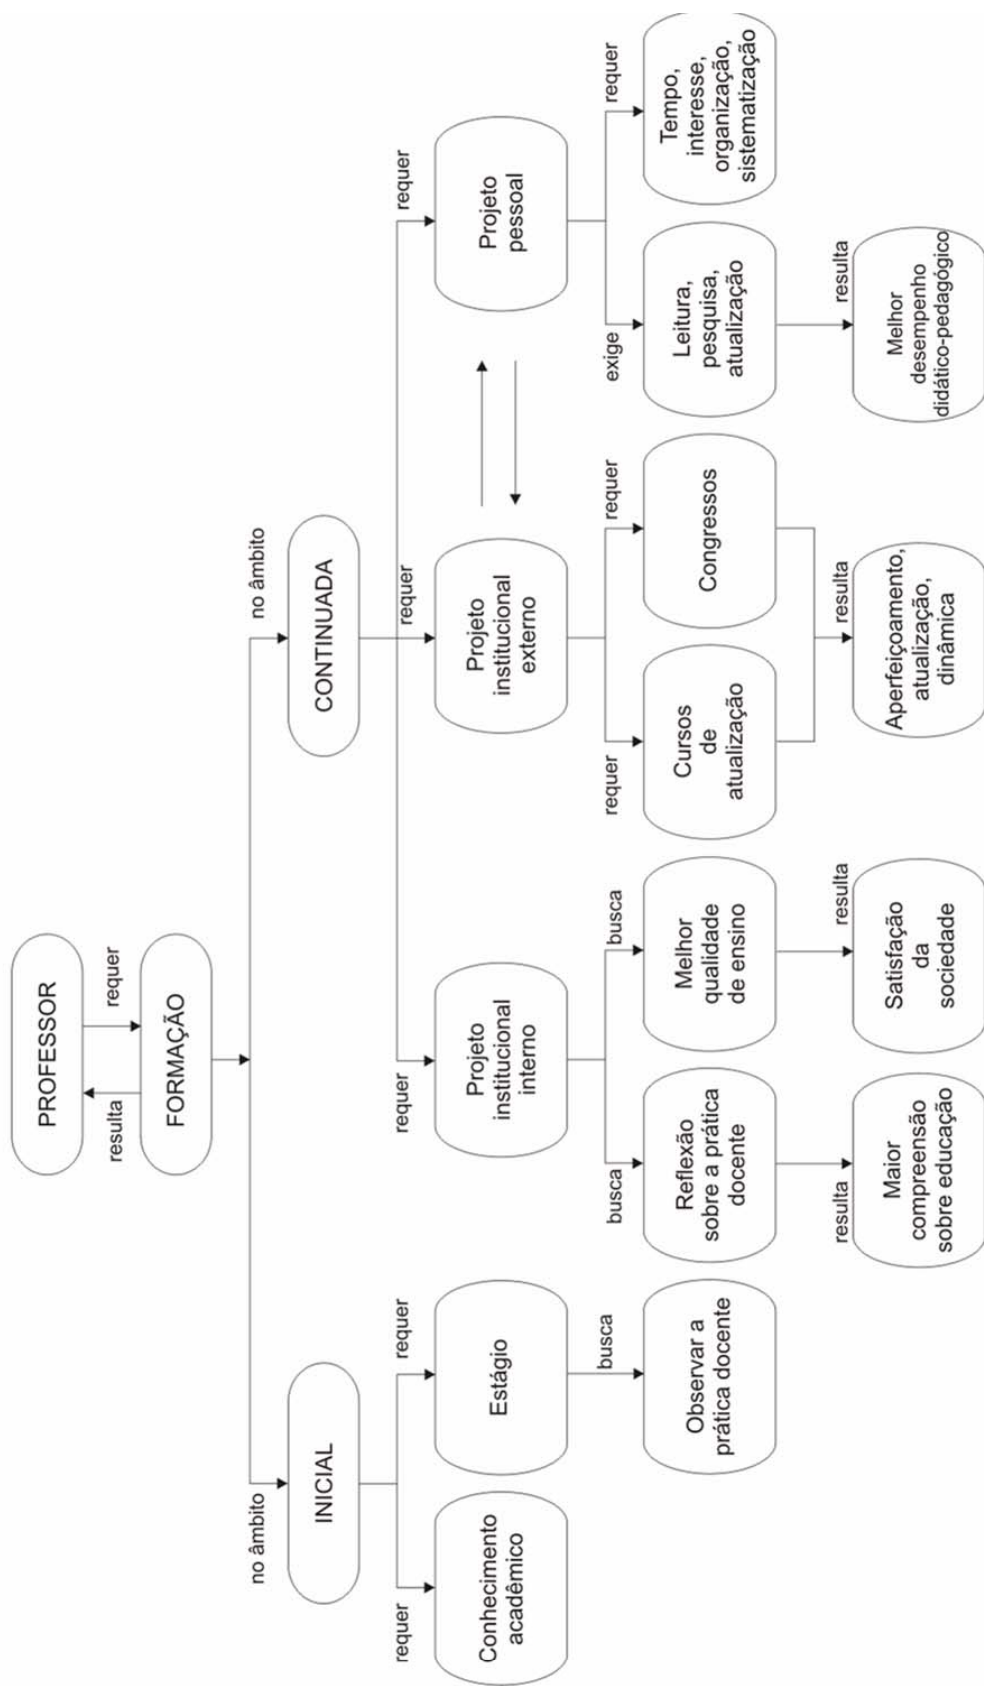 PROFESSOR
resulta
requer
FORMAÇÃO
no âmbito
no âmbito
INICIAL
CONTINUADA
requer
requer
requer
requer
requer
Conhecimento
acadêmico
Estágio
Projeto
institucional
interno
Projeto
institucional
externo
Projeto
pessoal
busca
busca
busca
requer
requer
exige
requer
Observar a
prática docente
Reflexão
sobre a prática
docente
Melhor
qualidade
de ensino
Cursos
de
atualização
Congressos
Leitura,
pesquisa,
atualização
Tempo,
interesse,
organização,
sistematização
resulta
resulta
resulta
resulta
Maior
compreensão
sobre educação
Satisfação
da
sociedade
Aperfeiçoamento,
atualização,
dinâmica
Melhor
desempenho
didático-pedagógico